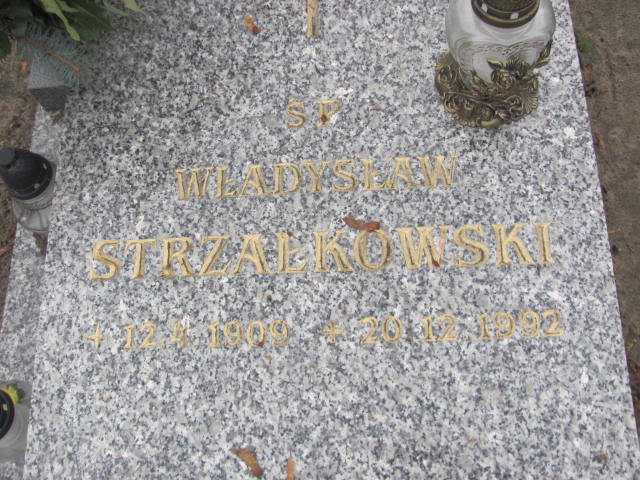 ŚP
WŁADYSŁAW
STRZAŁKOWSKI
+ 12.4.1909 + 20.12.1992